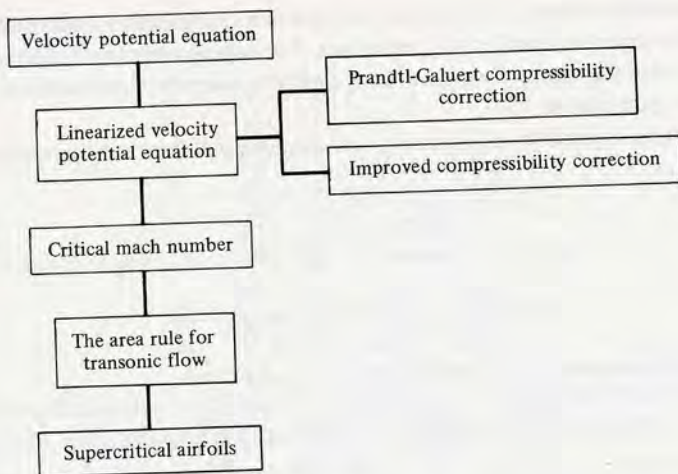 Velocity potential equation
Prandtl-Galuert compressibility
correction
Linearized velocity
potential equation
Improved compressibility correction
Critical mach number
The area rule for
transonic flow
Supercritical airfoils